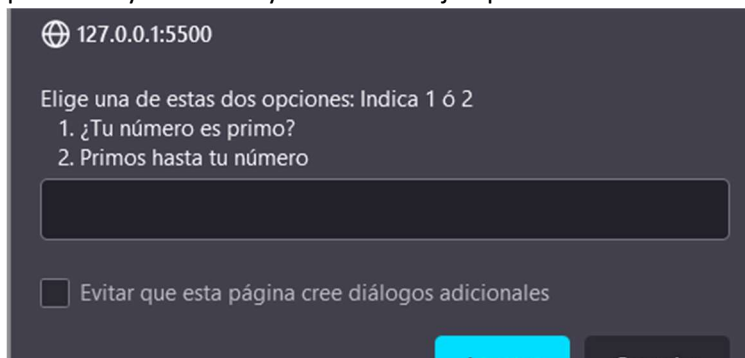 127.0.0.1:5500
Elige una de estas dos opciones: Indica 1 ó 2
1. ¿Tu número es primo?
2. Primos hasta tu número
Evitar que esta página cree diálogos adicionales